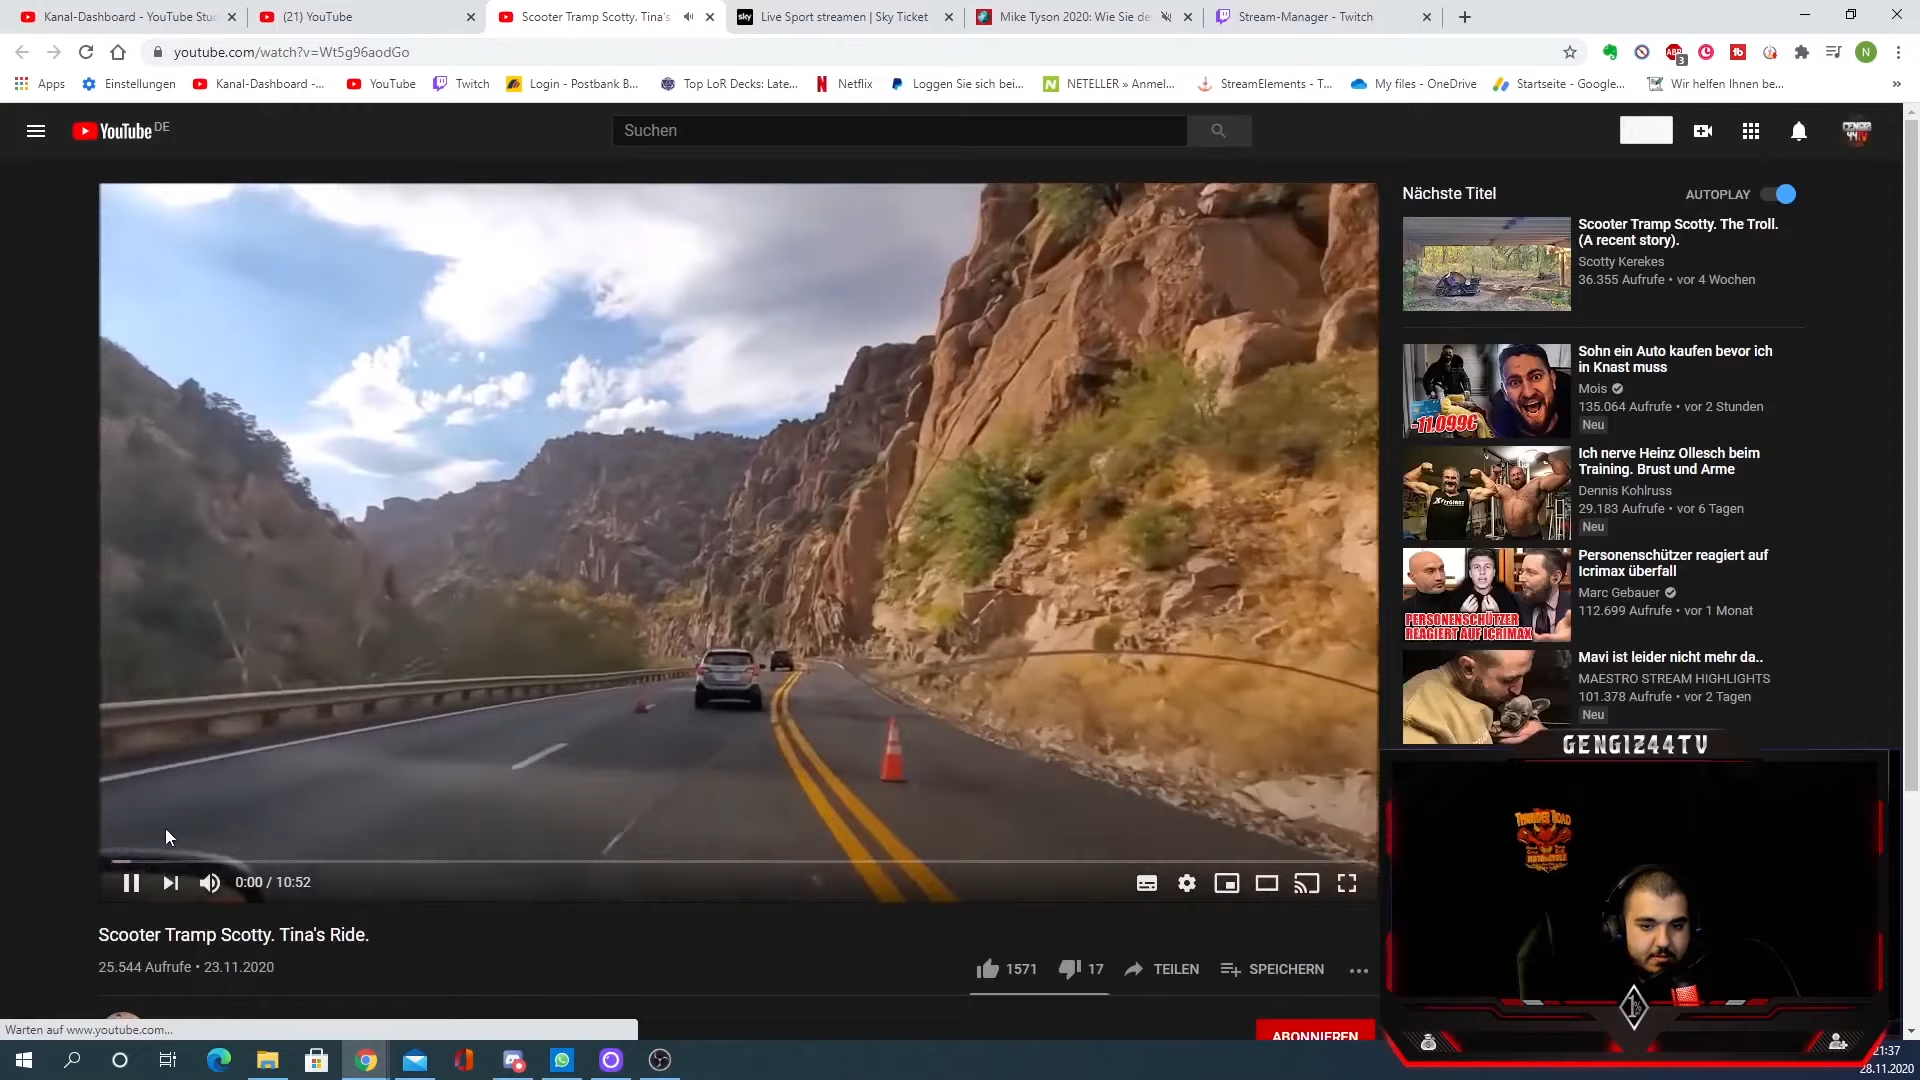 Kanal-Dashboard - YouTube Stu
(21) YouTube
Scooter Tramp Scotty. Tina's
Live Sport streamen | Sky Ticket
Mike Tyson 2020: Wie Sie de
Stream-Manager - Twitch
youtube.com/watch?v=Wt5g96aodGo
Apps
Einstellungen
Kanal-Dashboard -...
YouTube
Twitch
Login - Postbank B...
Top LoR Decks: Late...
Netflix
Loggen Sie sich bei...
NETELLER » Anmel...
StreamElements - T...
My files - OneDrive
Startseite - Google...
Wir helfen Ihnen be...
YouTube DE
Suchen
Nächste Titel
AUTOPLAY
Scooter Tramp Scotty. The Troll.
(A recent story).
Scotty Kerekes
36.355 Aufrufe • vor 4 Wochen
-11.099€
Sohn ein Auto kaufen bevor ich
in Knast muss
Mois
135.064 Aufrufe • vor 2 Stunden
Neu
Ich nerve Heinz Ollesch beim
Training. Brust und Arme
Dennis Kohlruss
29.183 Aufrufe • vor 6 Tagen
Neu
PERSONENSCHÜTZER
REAGIERT AUF ICRIMAX
Personenschützer reagiert auf
Icrimax überfall
Marc Gebauer
112.699 Aufrufe • vor 1 Monat
Mavi ist leider nicht mehr da..
MAESTRO STREAM HIGHLIGHTS
101.378 Aufrufe • vor 2 Tagen
Neu
GENGIZ44TV
THUNDER ROAD
MOTORCYCLE
1%
0:00 / 10:52
Scooter Tramp Scotty. Tina's Ride.
25.544 Aufrufe • 23.11.2020
1571
17
TEILEN
SPEICHERN
ABONNIEREN
Warten auf www.youtube.com...
21:37
28.11.2020